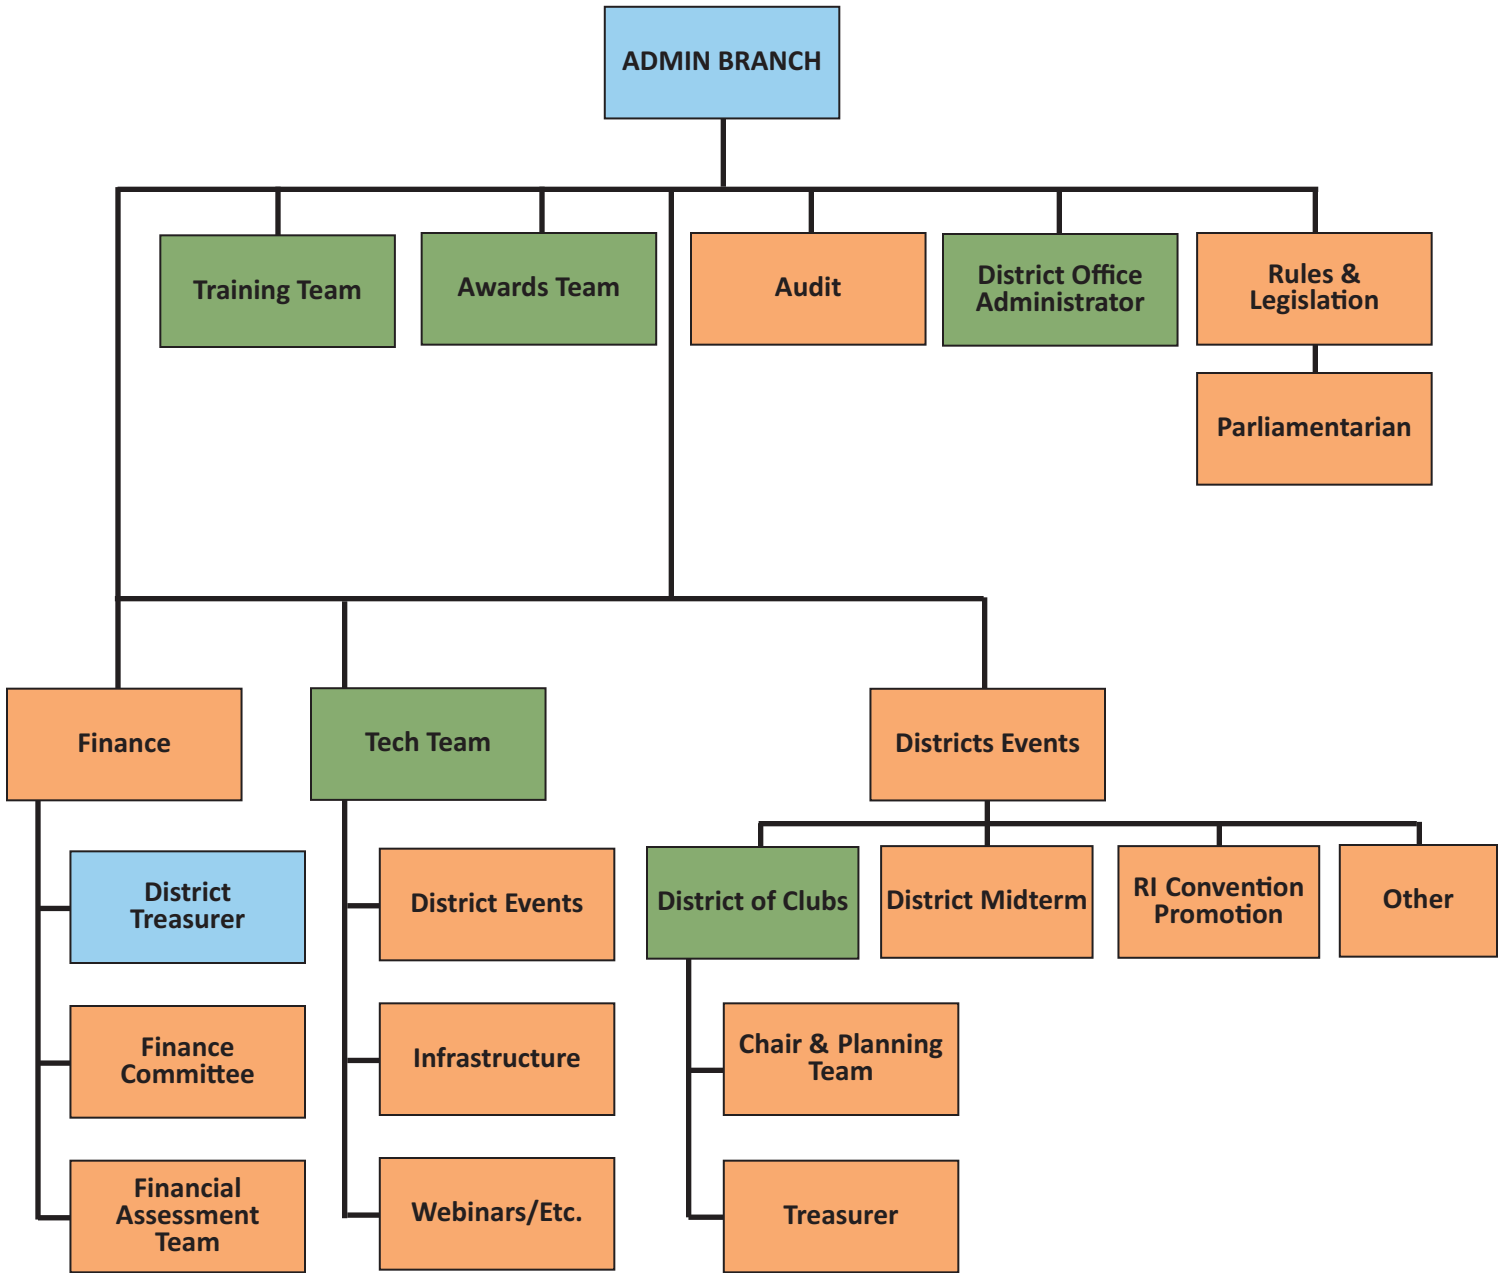 ADMIN BRANCH
Training Team
Awards Team
Audit
District Office
Administrator
Rules &
Legislation
Parliamentarian
Finance
Tech Team
Districts Events
District
Treasurer
Finance
Committee
Financial
Assessment
Team
District Events
Infrastructure
Webinars/Etc.
District of Clubs
District Midterm
RI Convention
Promotion
Other
Chair & Planning
Team
Treasurer